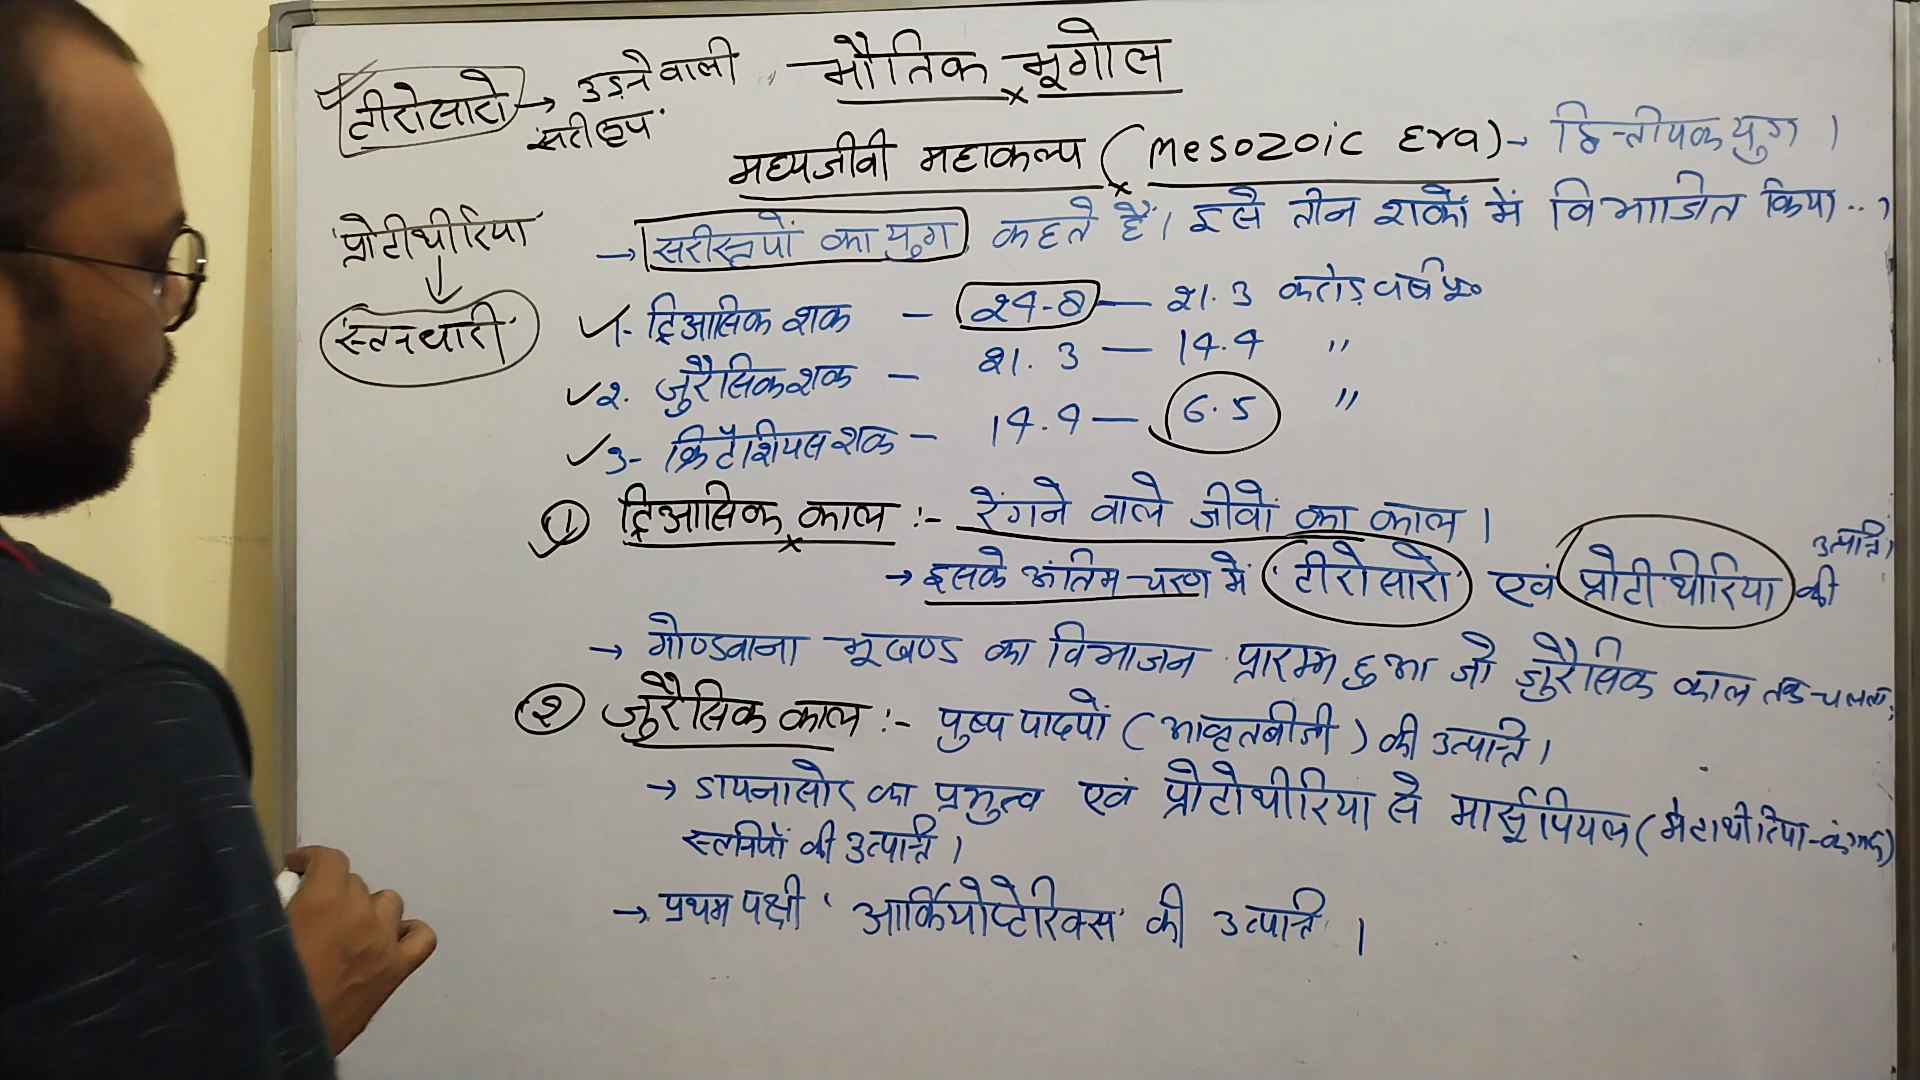 भौतिक भूगोल
टीरोसारो → उड़ने वाली
सरीसृप
मध्यजीवी महाकल्प (Mesozoic Era) → द्वितीयक युग ।
'प्रोटीथीरिया'
↓
'स्तनधारी'
→ सरीसृपों का युग कहते हैं। इसे तीन शकों में विभाजित किया..,
1- ट्रिआसिक शक – 24-8 — 21.3 करोड़ वर्ष पू०
2. जुरैसिक शक – 21.3 — 14.4 "
3- क्रिटैशियस शक – 14.4 — 6.5 "
① ट्रिआसिक काल :- रेंगने वाले जीवों का काल ।
→ इसके अंतिम चरण में 'टीरोसारो' एवं प्रोटीथीरिया की उत्पत्ति।
→ गोण्डवाना भूखण्ड का विभाजन प्रारम्भ हुआ जो जुरैसिक काल तक चला
② जुरैसिक काल :- पुष्प पादपों (आवृतबीजी) की उत्पत्ति ।
→ डायनासोर का प्रभुत्व एवं प्रोटोथीरिया से मार्सूपियल (मेटाथीरिया-कंगारू)
स्तनियों की उत्पत्ति ।
→ प्रथम पक्षी 'आर्कियोप्टेरिक्स' की उत्पत्ति ।